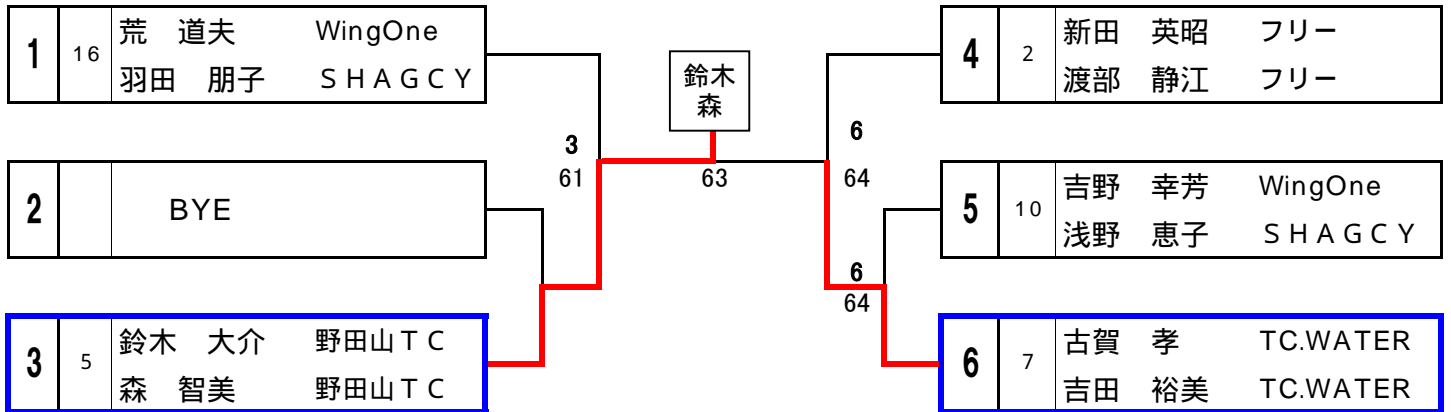 1 16 荒 道夫 WingOne
羽田 朋子 ＳＨＡＧＣＹ
2 BYE
3 5 鈴木 大介 野田山ＴＣ
森 智美 野田山ＴＣ
3
61
鈴木
森
63
6
64
6
64
4 2 新田 英昭 フリー
渡部 静江 フリー
5 10 吉野 幸芳 WingOne
浅野 恵子 ＳＨＡＧＣＹ
6 7 古賀 孝 TC.WATER
吉田 裕美 TC.WATER